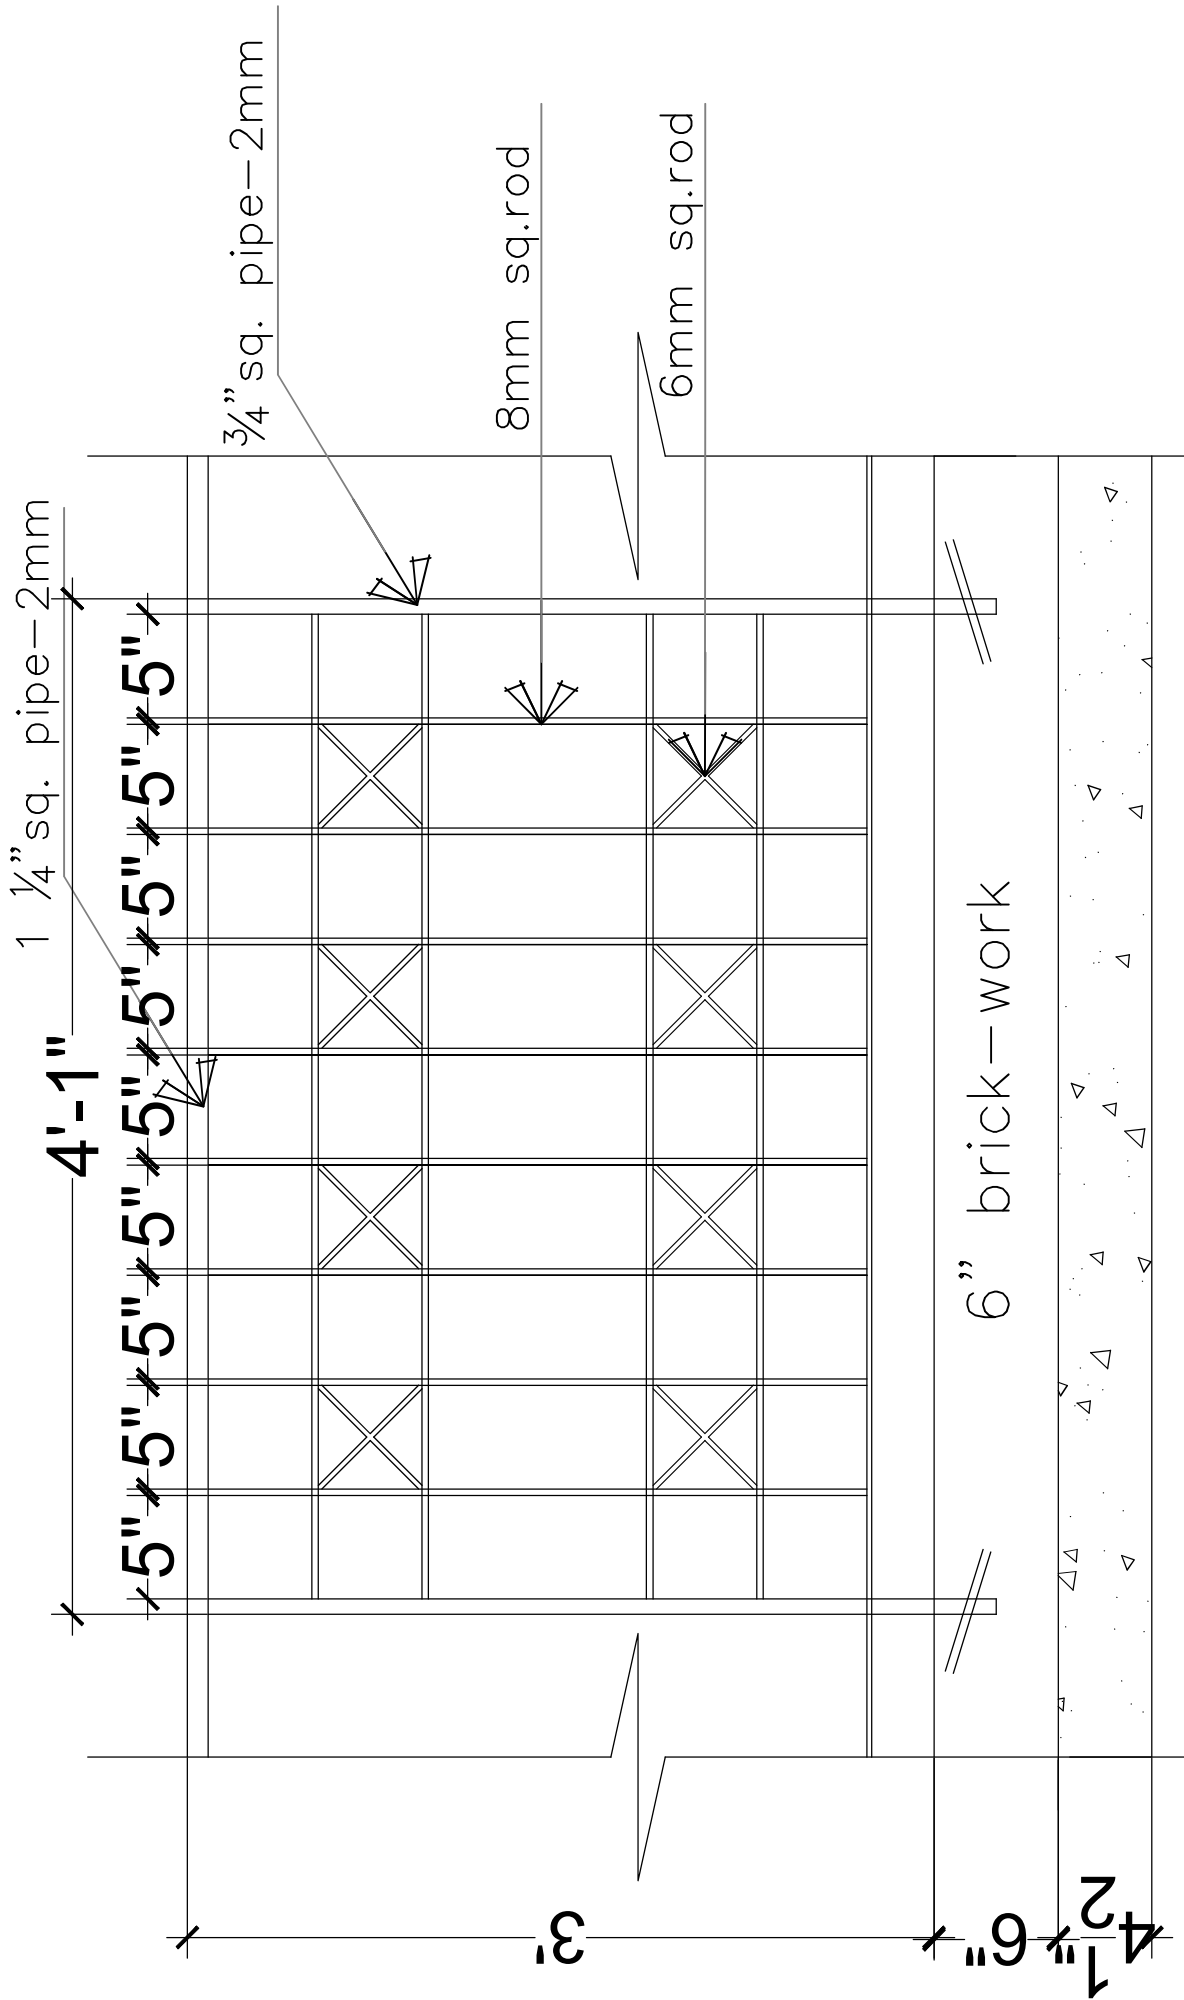 1 ¼”sq. pipe-2mm
4'-1"
5" 5" 5" 5" 5" 5" 5" 5" 5"
¾”sq. pipe-2mm
8mm sq.rod
6mm sq.rod
3'
6” brick-work
6"
4 1/2"